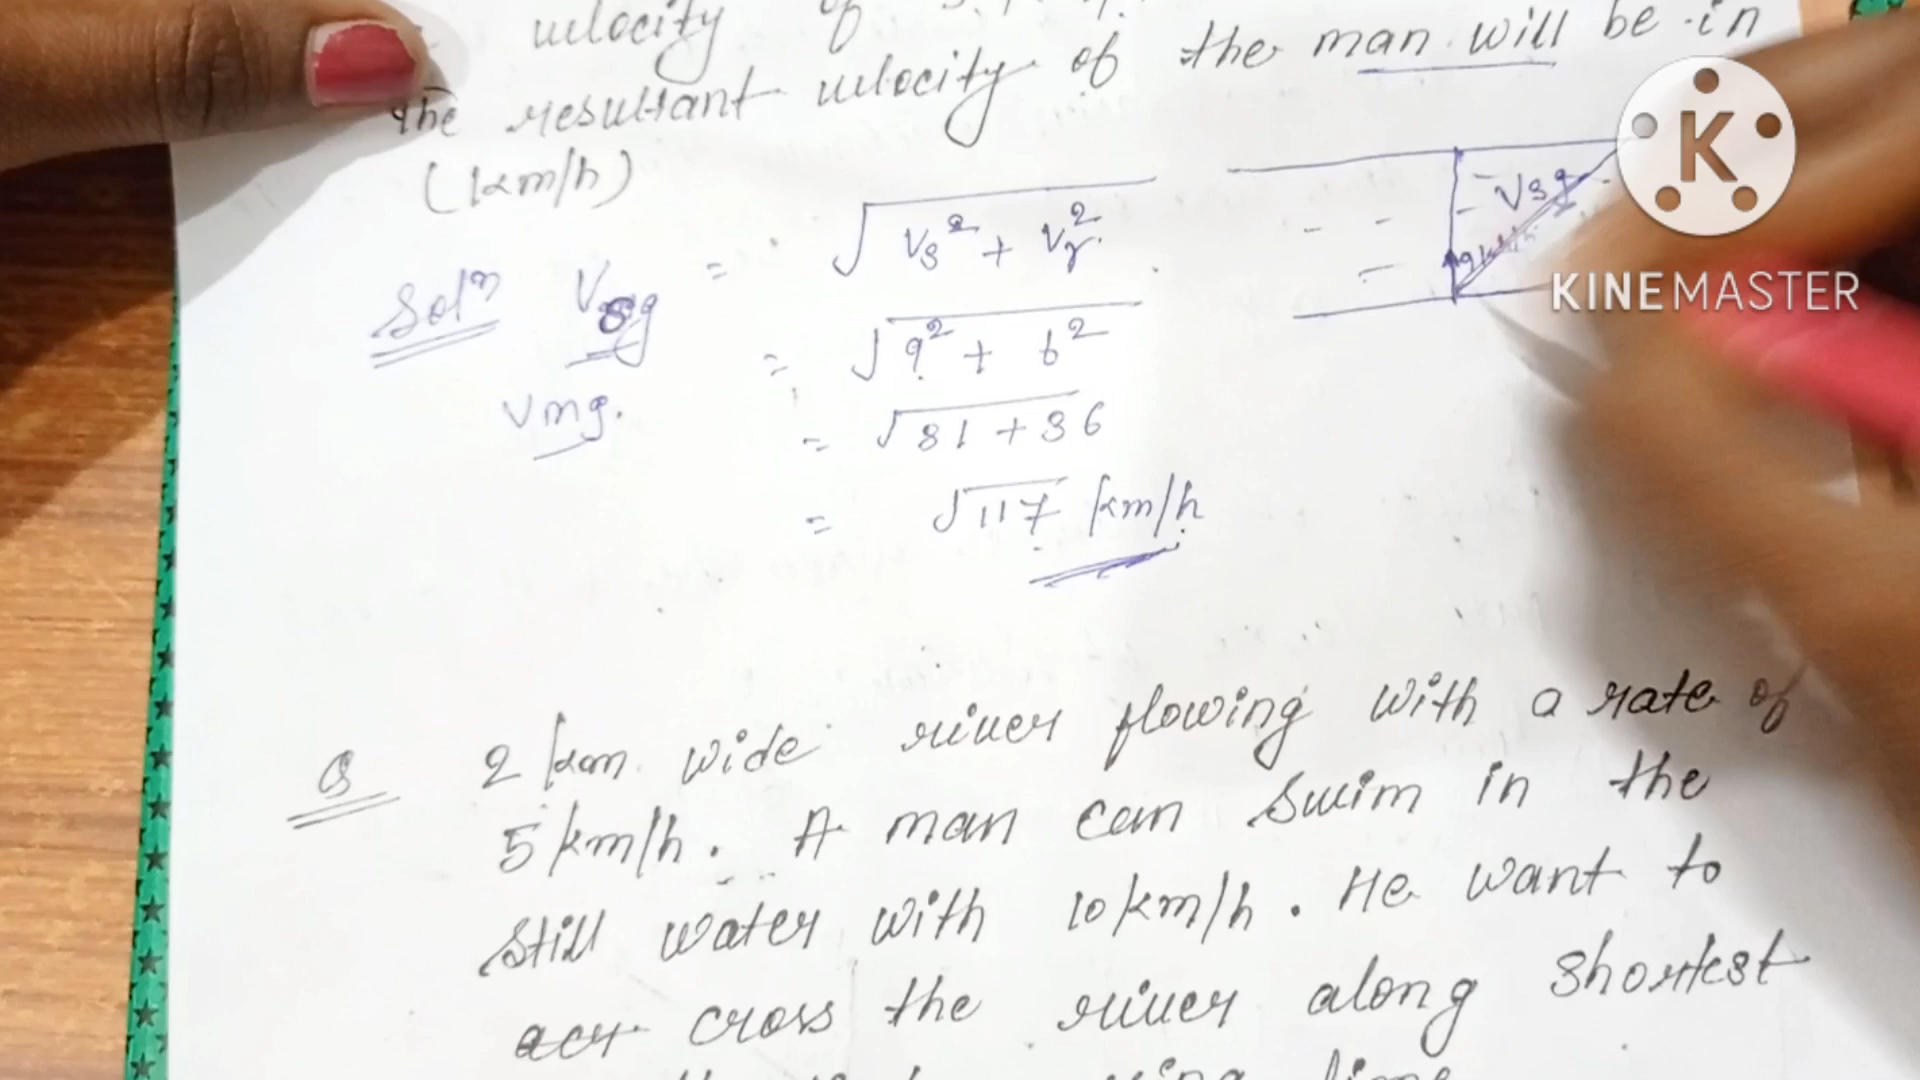 velocity of
The resultant velocity of the man will be in
(km/h)
Solⁿ Vsg = √Vs² + Vr²
= √9² + 6²
Vmg.
= √81+36
= √117 km/h
Vsg
9km/h
K
KINEMASTER
Q 2 km wide river flowing with a rate of
5 km/h. A man can swim in the
still water with 10 km/h. He want to
cross the river along shortest